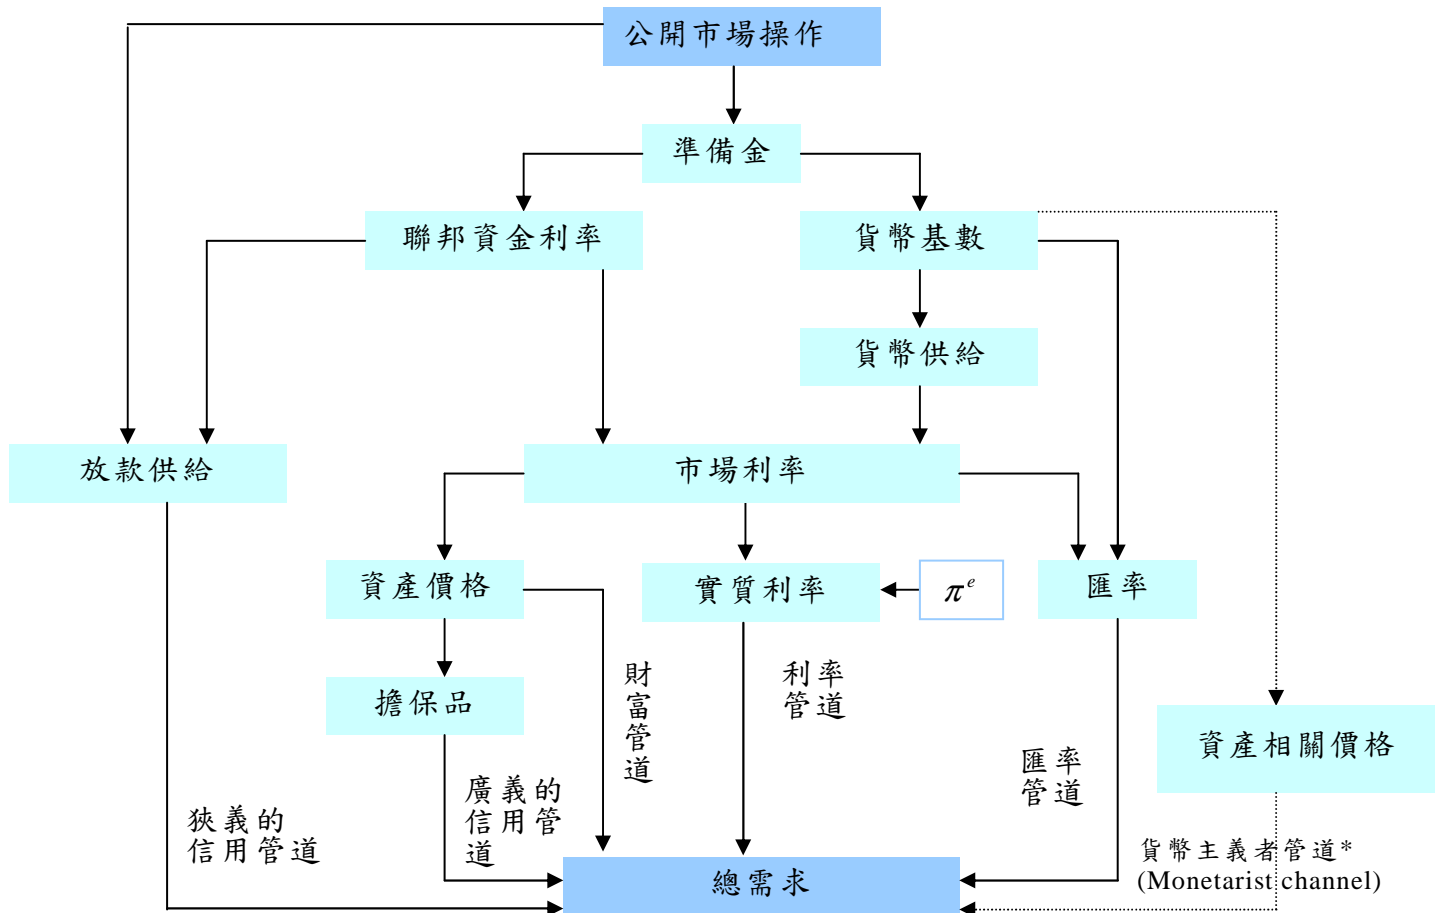 公開市場操作
準備金
聯邦資金利率
貨幣基數
貨幣供給
放款供給
市場利率
資產價格
實質利率
π^e
匯率
擔保品
財
富
管
道
利率
管道
資產相關價格
匯率
管道
廣義的
信用管
道
狹義的
信用管道
貨幣主義者管道*
(Monetarist channel)
總需求